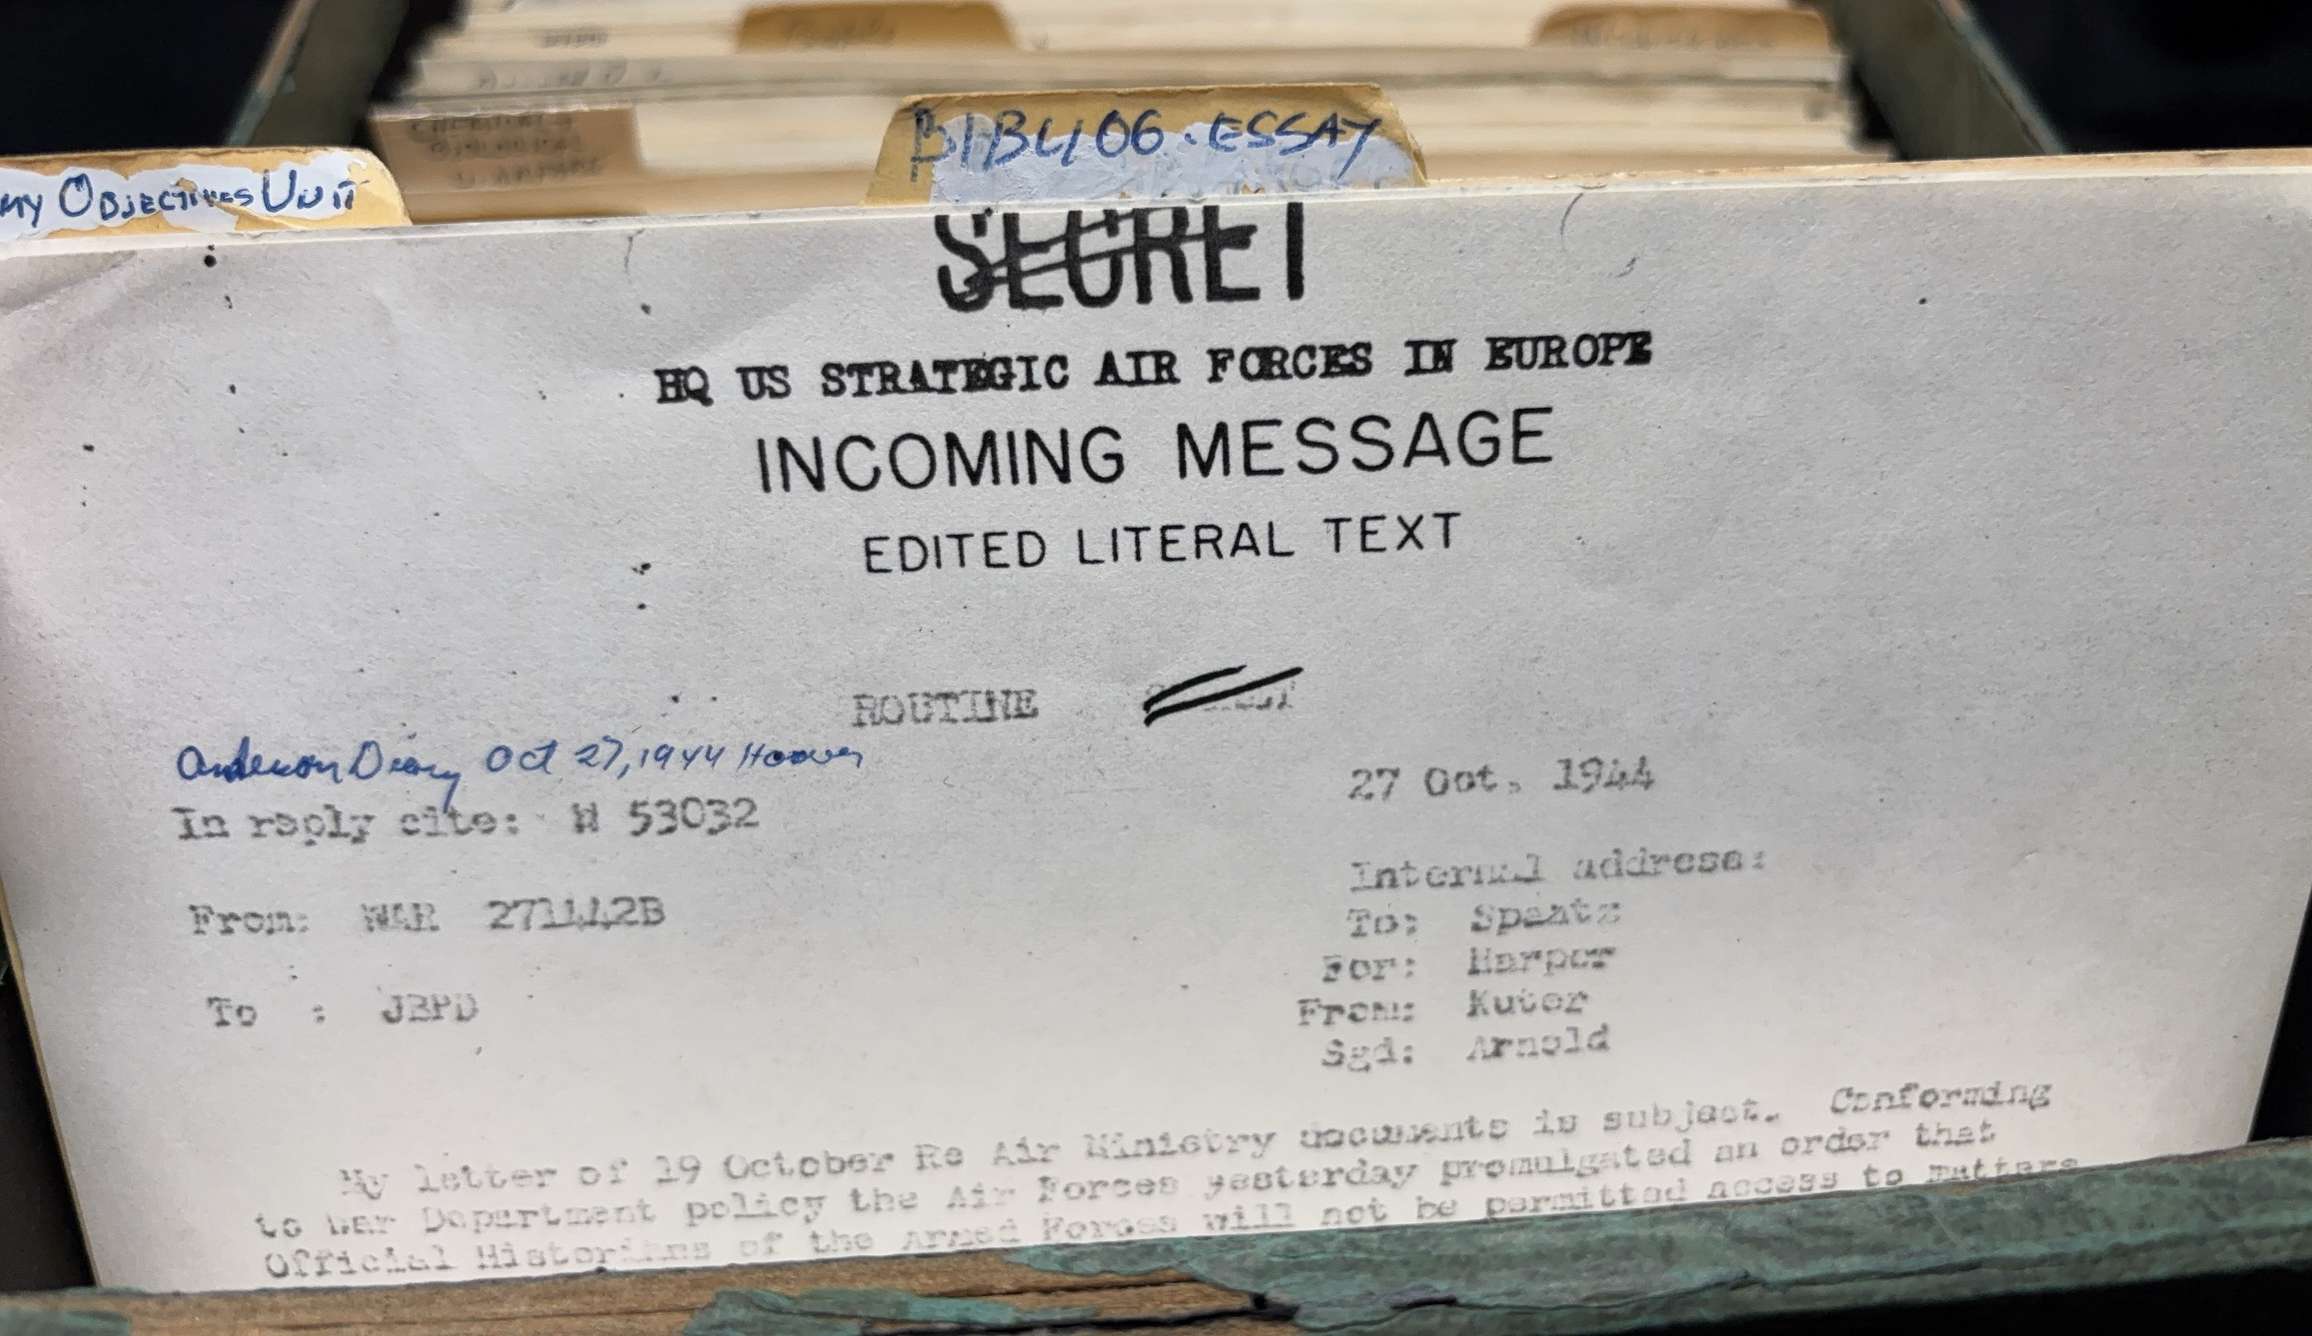 BIBLIOG. ESSAY
MY OBJECTIVES UNIT
SECRET
HQ US STRATEGIC AIR FORCES IN EUROPE
INCOMING MESSAGE
EDITED LITERAL TEXT
ROUTINE
Anderson Diary Oct 27, 1944 Hoover
27 Oct. 1944
In reply cite: W 53032
Internal address:
From: WAR 271442B
To: Spaatz
For: Harper
To : JBPD
From: Kuter
Sgd: Arnold
My letter of 19 October Re Air Ministry documents is subject. Conforming
to War Department policy the Air Forces yesterday promulgated an order that
Official Historians of the Armed Forces will not be permitted access to matters